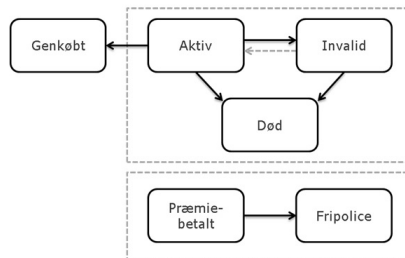 Genkøbt
Aktiv
Invalid
Død
Præmie-
betalt
Fripolice